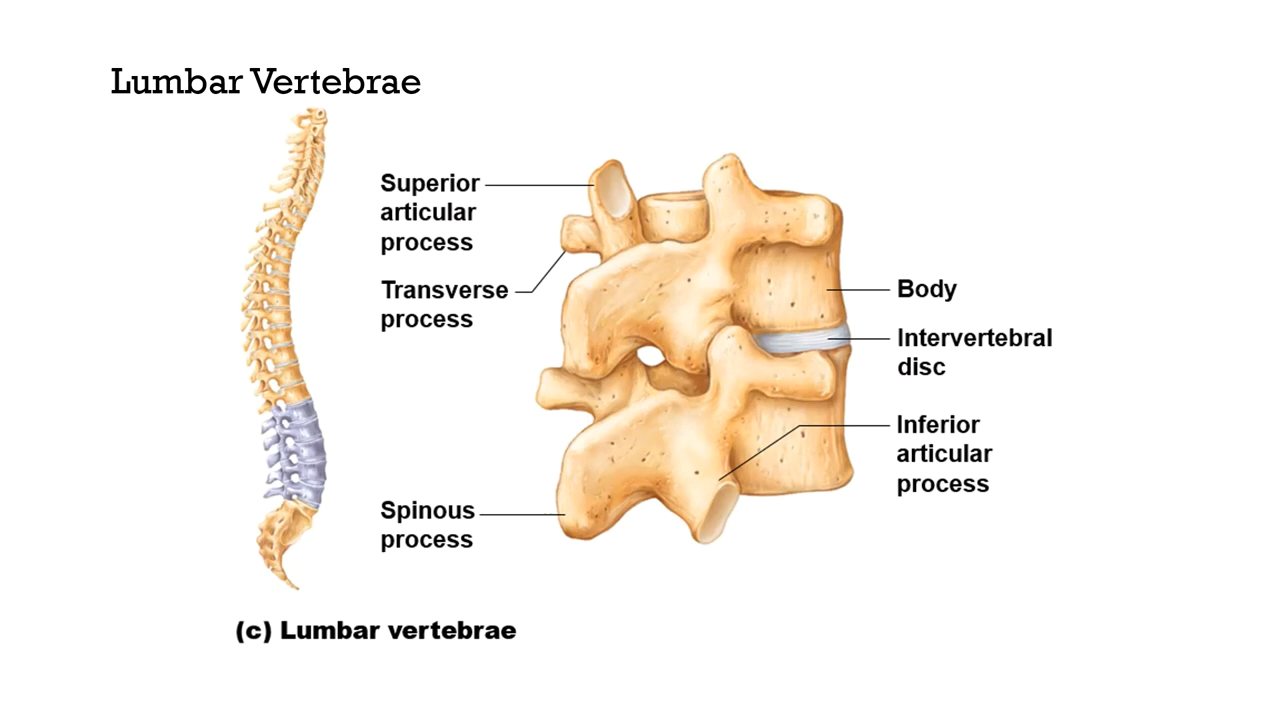 Lumbar Vertebrae
Superior
articular
process
Transverse
process
Body
Intervertebral
disc
Inferior
articular
process
Spinous
process
(c) Lumbar vertebrae